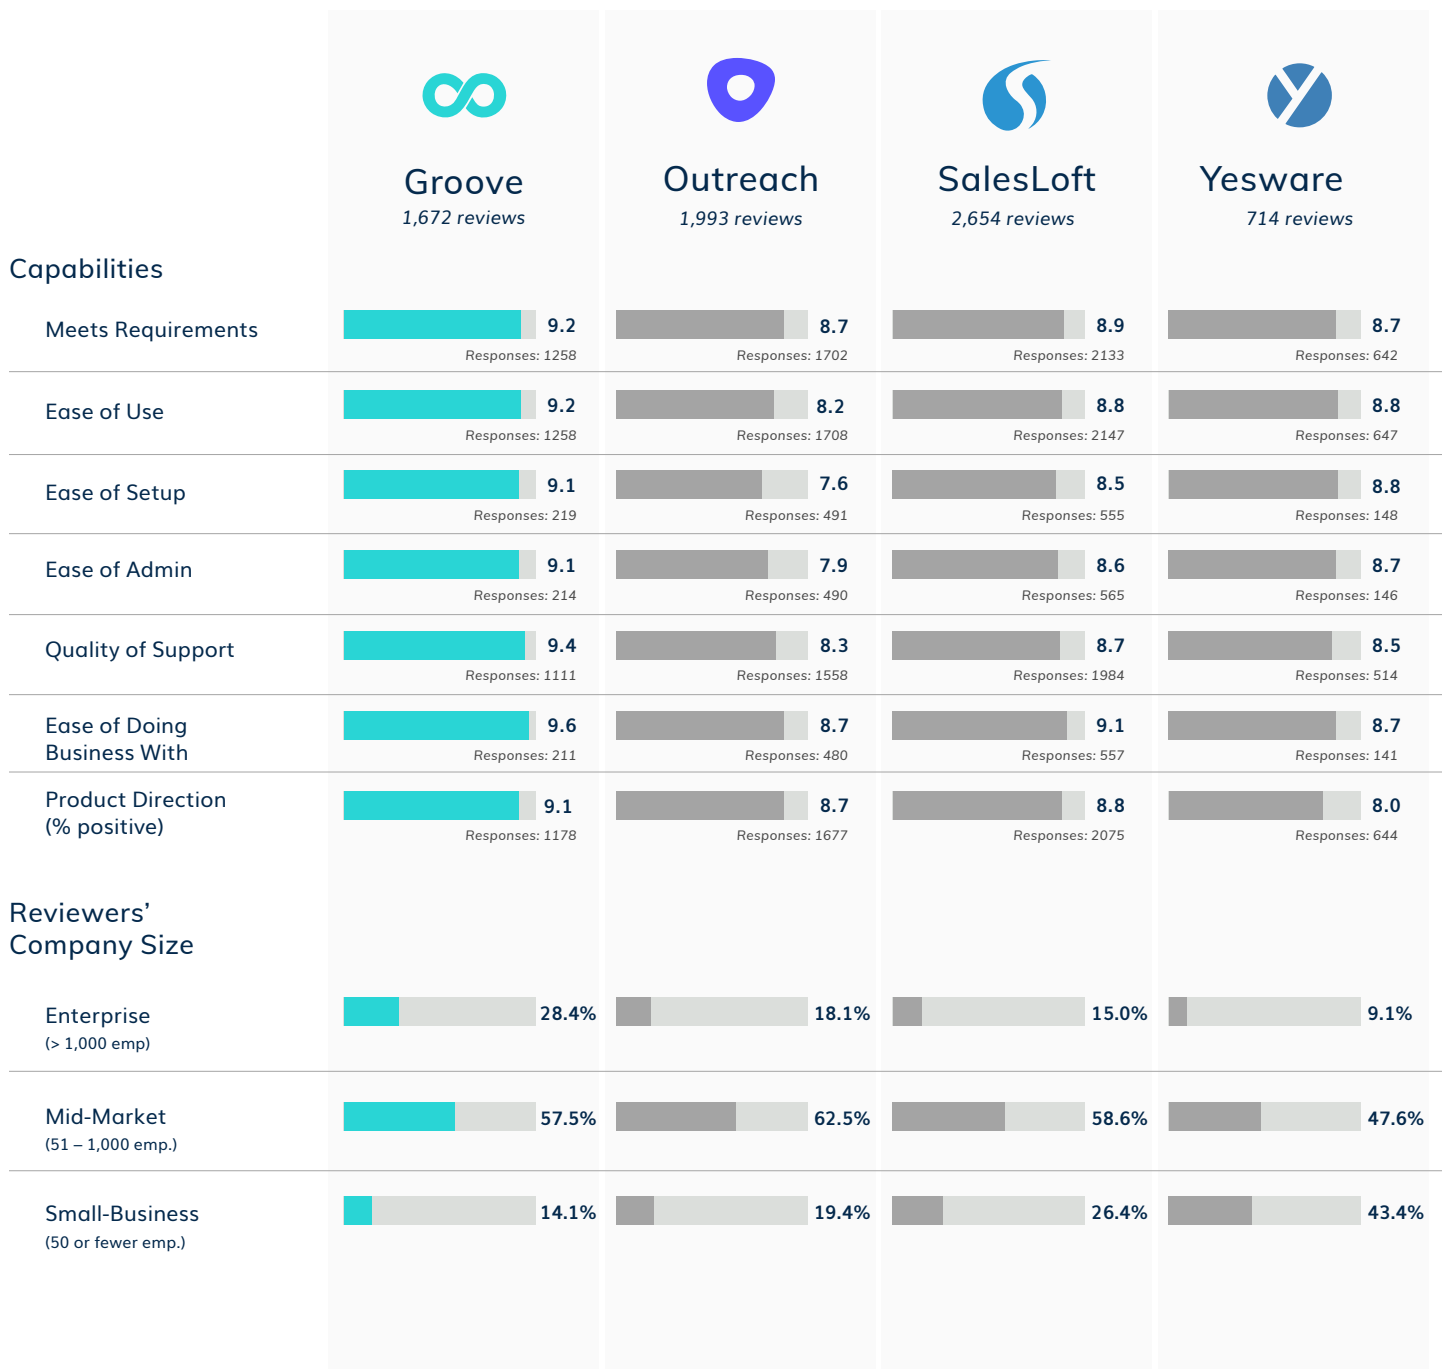 Groove
Outreach
SalesLoft
Yesware
1,672 reviews
1,993 reviews
2,654 reviews
714 reviews
Capabilities
Meets Requirements
9.2
8.7
8.9
8.7
Responses: 1258
Responses: 1702
Responses: 2133
Responses: 642
Ease of Use
9.2
8.2
8.8
8.8
Responses: 1258
Responses: 1708
Responses: 2147
Responses: 647
Ease of Setup
9.1
7.6
8.5
8.8
Responses: 219
Responses: 491
Responses: 555
Responses: 148
Ease of Admin
9.1
7.9
8.6
8.7
Responses: 214
Responses: 490
Responses: 565
Responses: 146
Quality of Support
9.4
8.3
8.7
8.5
Responses: 1111
Responses: 1558
Responses: 1984
Responses: 514
Ease of Doing
Business With
9.6
8.7
9.1
8.7
Responses: 211
Responses: 480
Responses: 557
Responses: 141
Product Direction
(% positive)
9.1
8.7
8.8
8.0
Responses: 1178
Responses: 1677
Responses: 2075
Responses: 644
Reviewers’
Company Size
Enterprise
(> 1,000 emp)
28.4%
18.1%
15.0%
9.1%
Mid-Market
(51 – 1,000 emp.)
57.5%
62.5%
58.6%
47.6%
Small-Business
(50 or fewer emp.)
14.1%
19.4%
26.4%
43.4%